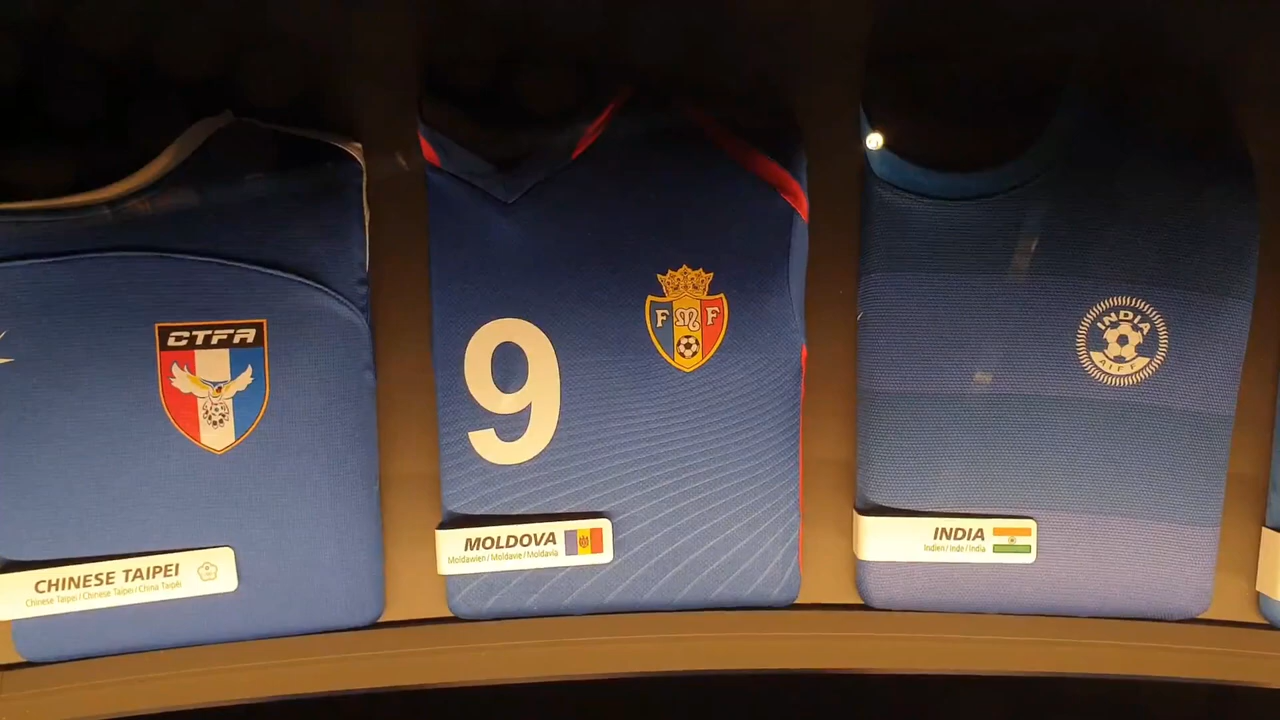 CTFA
CHINESE TAIPEI
Chinese Taipei / Chinese Taipei / China Taipéi
9
F M F
MOLDOVA
Moldawien / Moldavie / Moldavia
INDIA
AIFF
INDIA
Indien / Inde / India